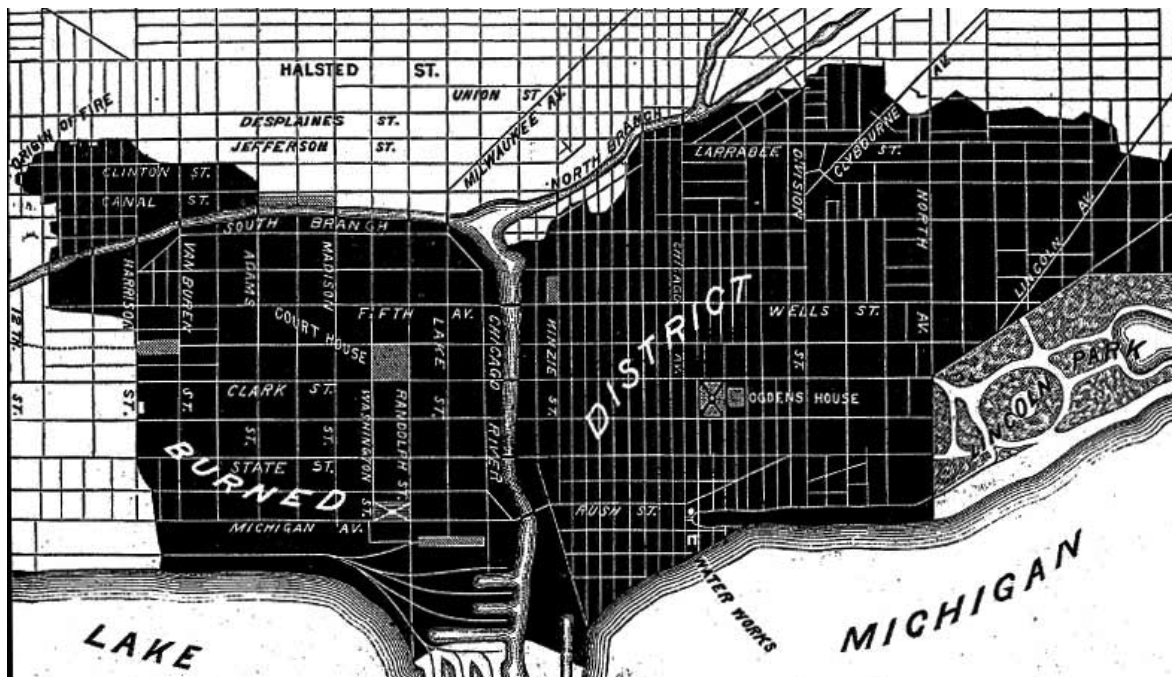 HALSTED ST.
UNION ST
MILWAUKEE AV.
DESPLAINES ST.
JEFFERSON ST.
ORIGIN OF FIRE
CLINTON ST.
CANAL ST.
SOUTH BRANCH
NORTH BRANCH
LARRABEE ST.
CLYBOURNE AV.
DIVISON ST.
NORTH AV.
LINCOLN AV.
HARRISON ST.
VAN BUREN ST.
ADAMS ST.
MADISON ST.
12TH. ST.
COURT HOUSE
FIFTH AV.
LAKE ST.
CHICAGO RIVER
KINZIE ST.
CHICAGO AV.
WELLS ST.
CLARK ST.
WASHINGTON ST.
RANDOLPH ST.
OGDENS HOUSE
STATE ST.
RUSH ST.
MICHIGAN AV.
BURNED DISTRICT
LINCOLN PARK
WATER WORKS
LAKE MICHIGAN